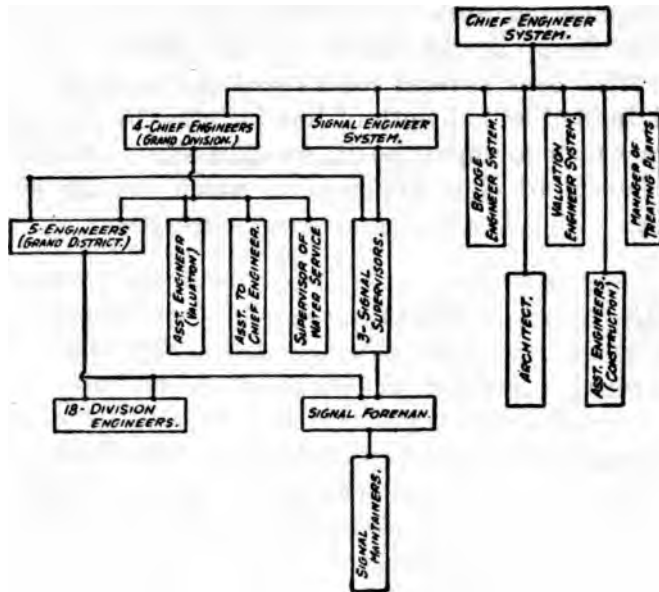 CHIEF ENGINEER
SYSTEM.
4-CHIEF ENGINEERS
(GRAND DIVISION.)
SIGNAL ENGINEER
SYSTEM.
BRIDGE
ENGINEER SYSTEM.
VALUATION
ENGINEER SYSTEM.
MANAGER OF
TREATING PLANTS
5-ENGINEERS
(GRAND DISTRICT.)
ASST. ENGINEER
(VALUATION)
ASST. TO
CHIEF ENGINEER.
SUPERVISOR OF
WATER SERVICE
3-SIGNAL
SUPERVISORS.
ARCHITECT.
ASST. ENGINEERS.
(CONSTRUCTION)
18-DIVISION
ENGINEERS.
SIGNAL FOREMAN.
SIGNAL
MAINTAINERS.